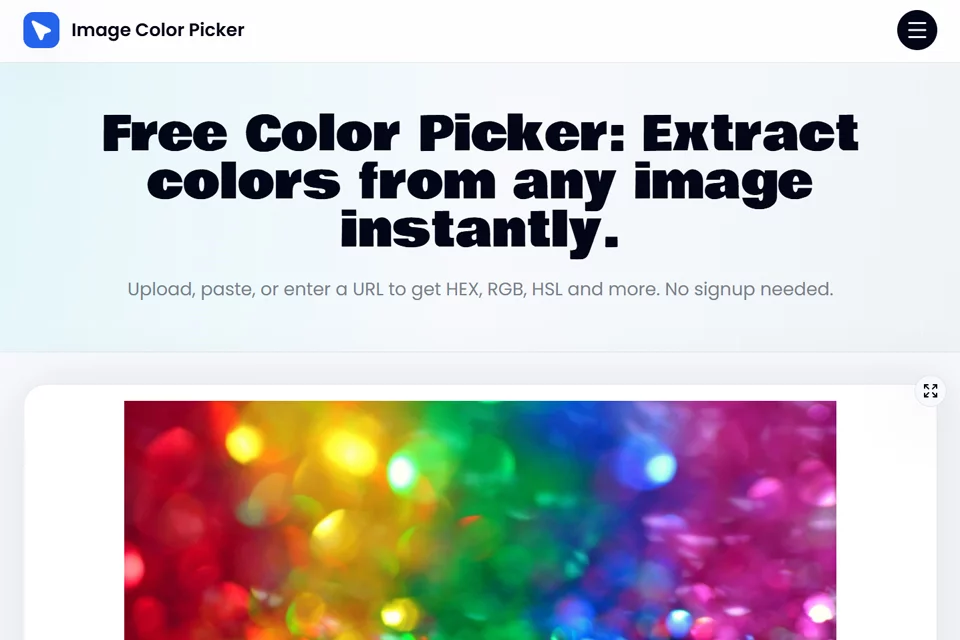 Image Color Picker
Free Color Picker: Extract
colors from any image
instantly.
Upload, paste, or enter a URL to get HEX, RGB, HSL and more. No signup needed.